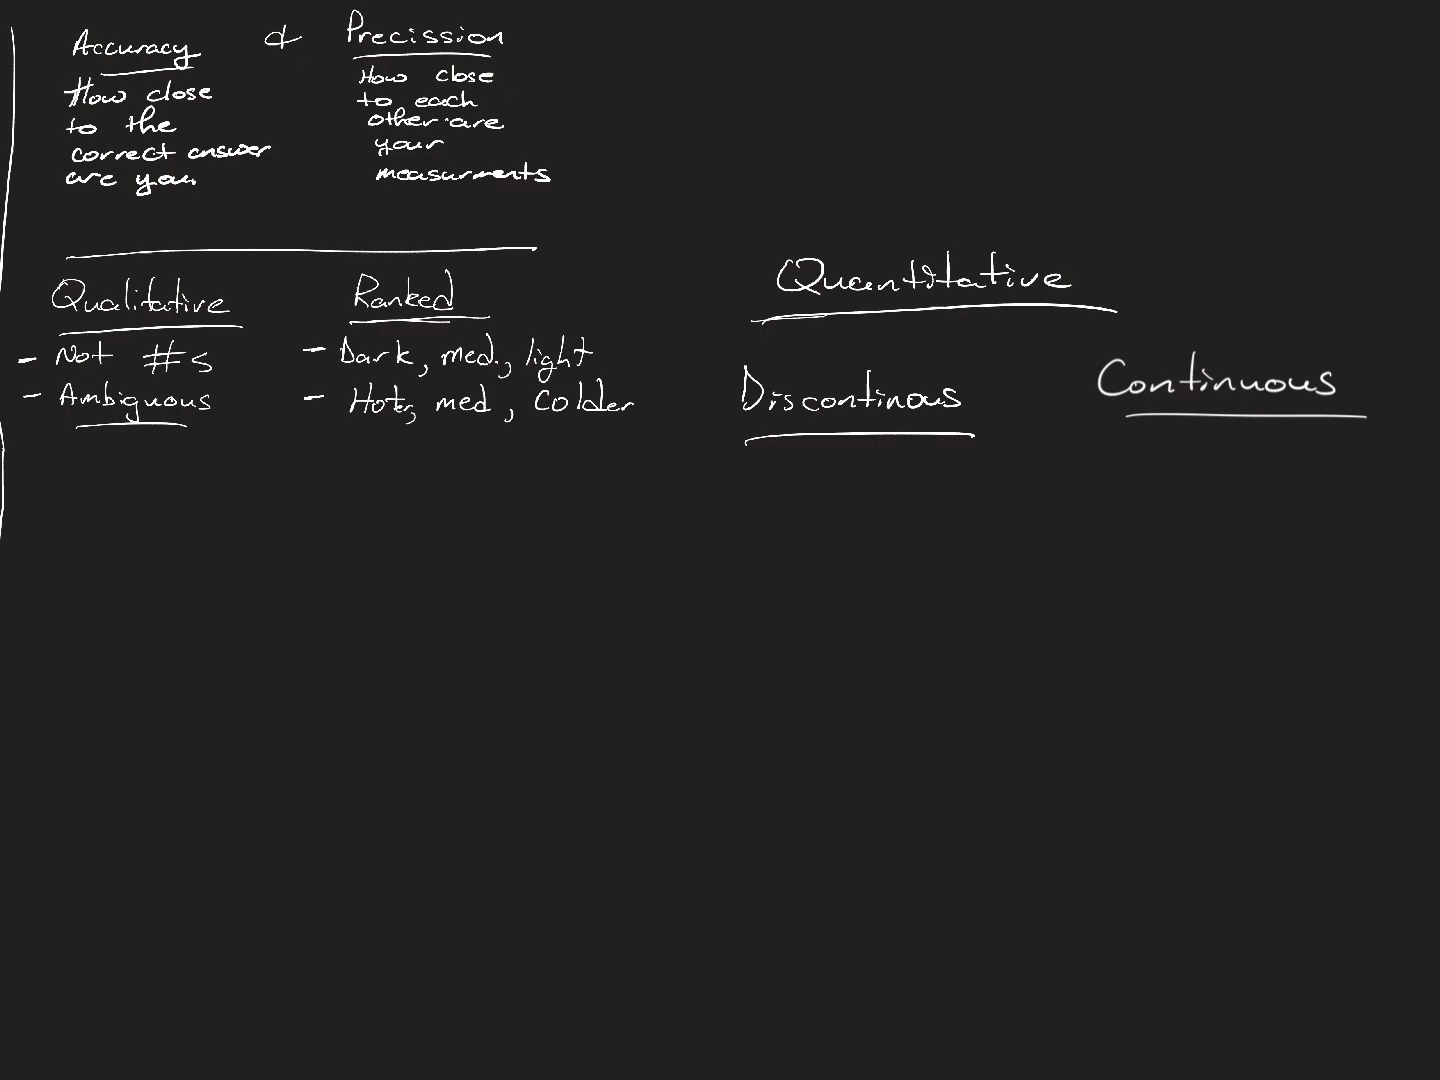 Accuracy & Precission
How close
to the
correct answer
are you
How close
to each
other are
your
measurments
Qualitative
- Not #s
- Ambiguous
Ranked
- Dark, med., light
- Hot, med, Colder
Quantitative
Discontinous
Continuous